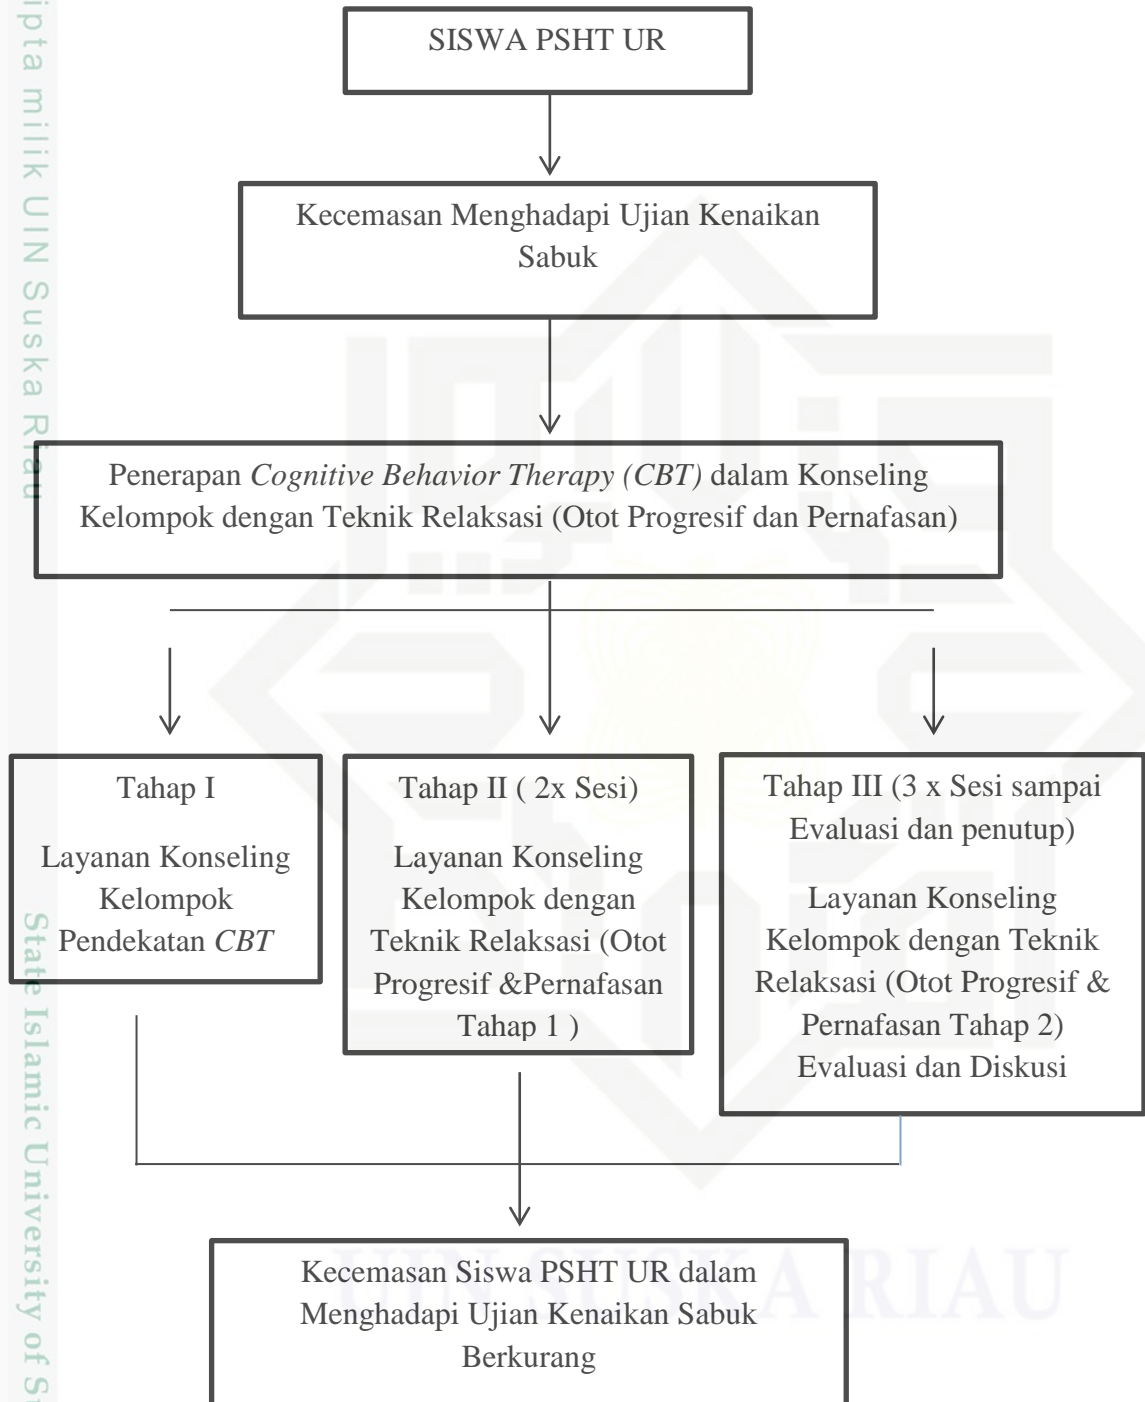 SISWA PSHT UR
Kecemasan Menghadapi Ujian Kenaikan
Sabuk
Penerapan Cognitive Behavior Therapy (CBT) dalam Konseling
Kelompok dengan Teknik Relaksasi (Otot Progresif dan Pernafasan)
Tahap I
Layanan Konseling
Kelompok
Pendekatan CBT
Tahap II ( 2x Sesi)
Layanan Konseling
Kelompok dengan
Teknik Relaksasi (Otot
Progresif &Pernafasan
Tahap 1 )
Tahap III (3 x Sesi sampai
Evaluasi dan penutup)
Layanan Konseling
Kelompok dengan Teknik
Relaksasi (Otot Progresif &
Pernafasan Tahap 2)
Evaluasi dan Diskusi
Kecemasan Siswa PSHT UR dalam
Menghadapi Ujian Kenaikan Sabuk
Berkurang
UIN SUSKA RIAU
milik UIN Suska Riau
State Islamic University of